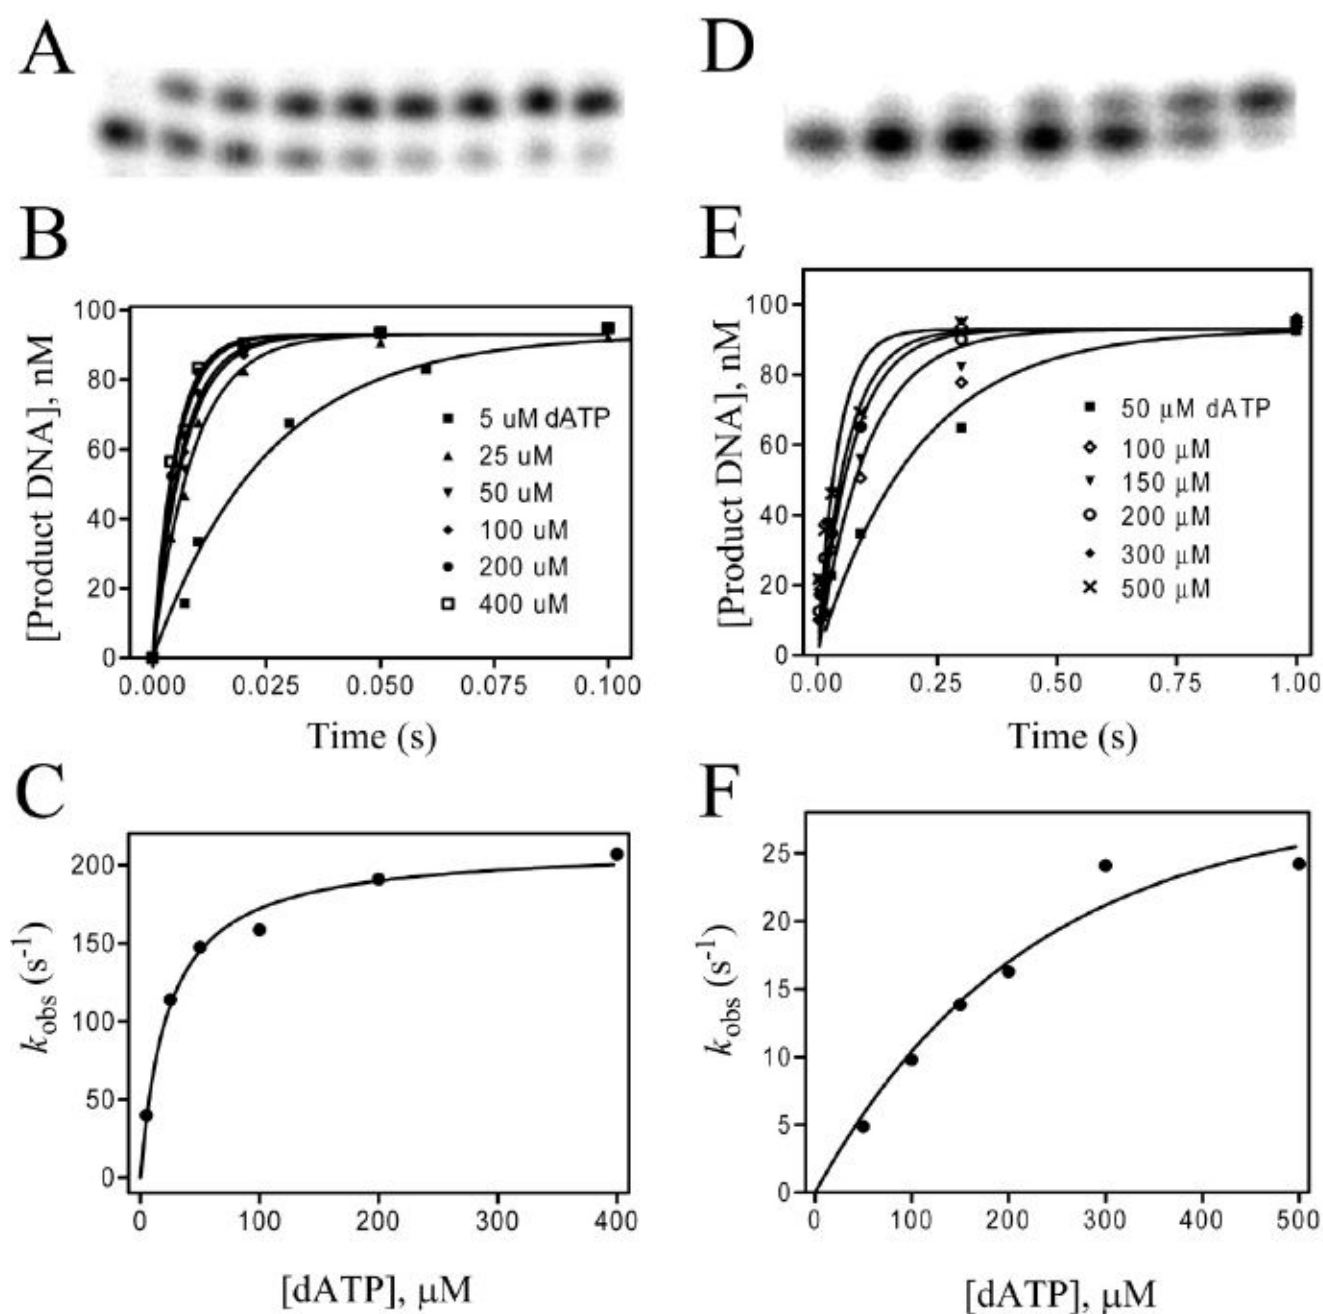 A
D
B
E
[Product DNA], nM
100
80
60
40
20
0
5 uM dATP
25 uM
50 uM
100 uM
200 uM
400 uM
0.000
0.025
0.050
0.075
0.100
Time (s)
[Product DNA], nM
100
80
60
40
20
0
50 μM dATP
100 μM
150 μM
200 μM
300 μM
500 μM
0.00
0.25
0.50
0.75
1.00
Time (s)
C
F
kobs (s-1)
200
150
100
50
0
0
100
200
300
400
[dATP], μM
kobs (s-1)
25
20
15
10
5
0
0
100
200
300
400
500
[dATP], μM